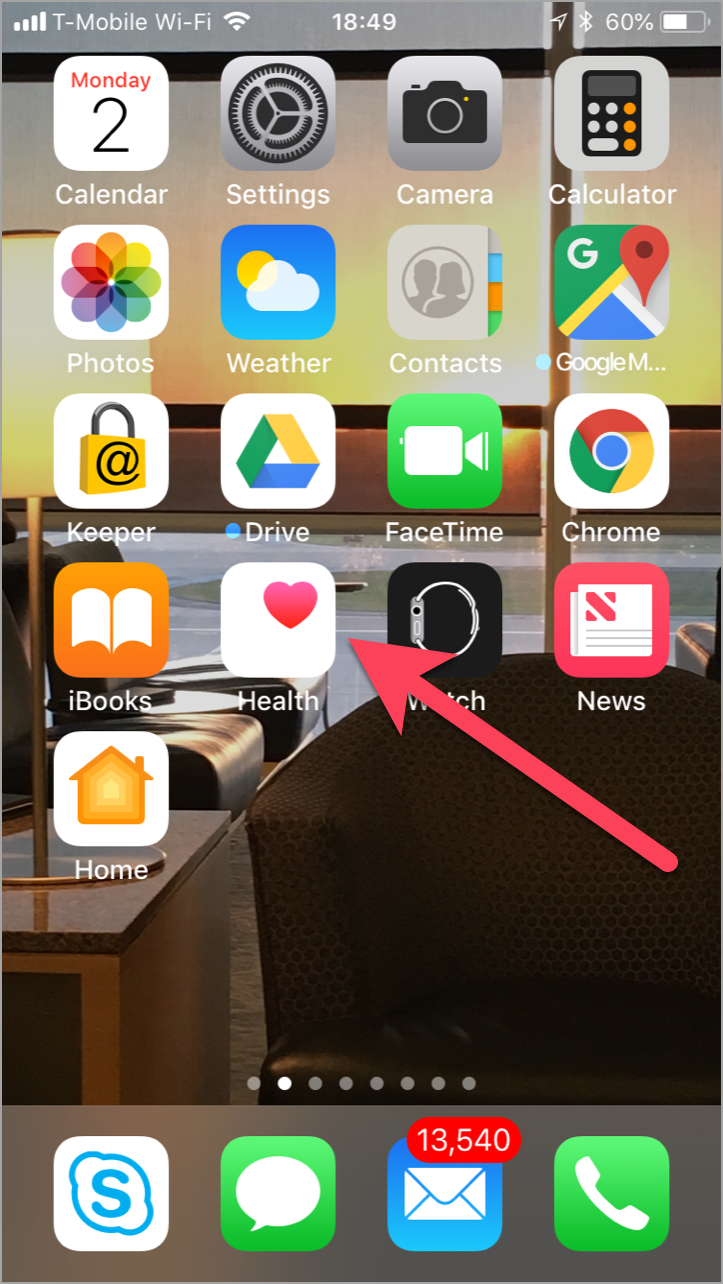 T-Mobile Wi-Fi 18:49 60%
Monday
2
Calendar Settings Camera Calculator
G
Photos Weather Contacts Google M...
@
Keeper Drive FaceTime Chrome
iBooks Health Watch News
Home
13,540
S